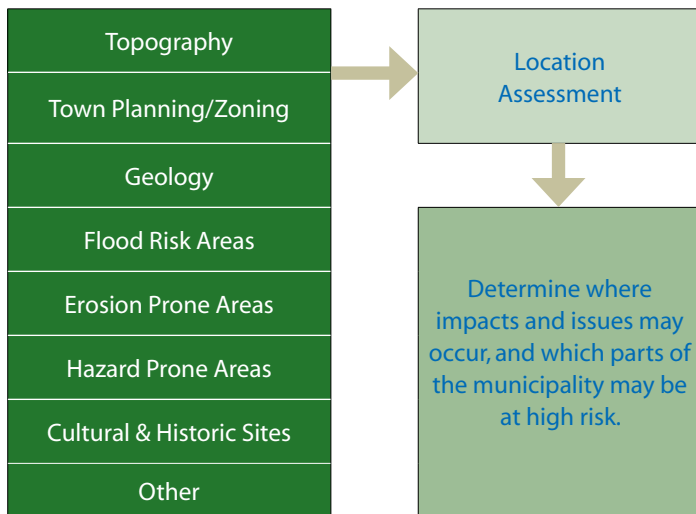 Topography
Town Planning/Zoning
Geology
Flood Risk Areas
Erosion Prone Areas
Hazard Prone Areas
Cultural & Historic Sites
Other
Location
Assessment
Determine where
impacts and issues may
occur, and which parts of
the municipality may be
at high risk.